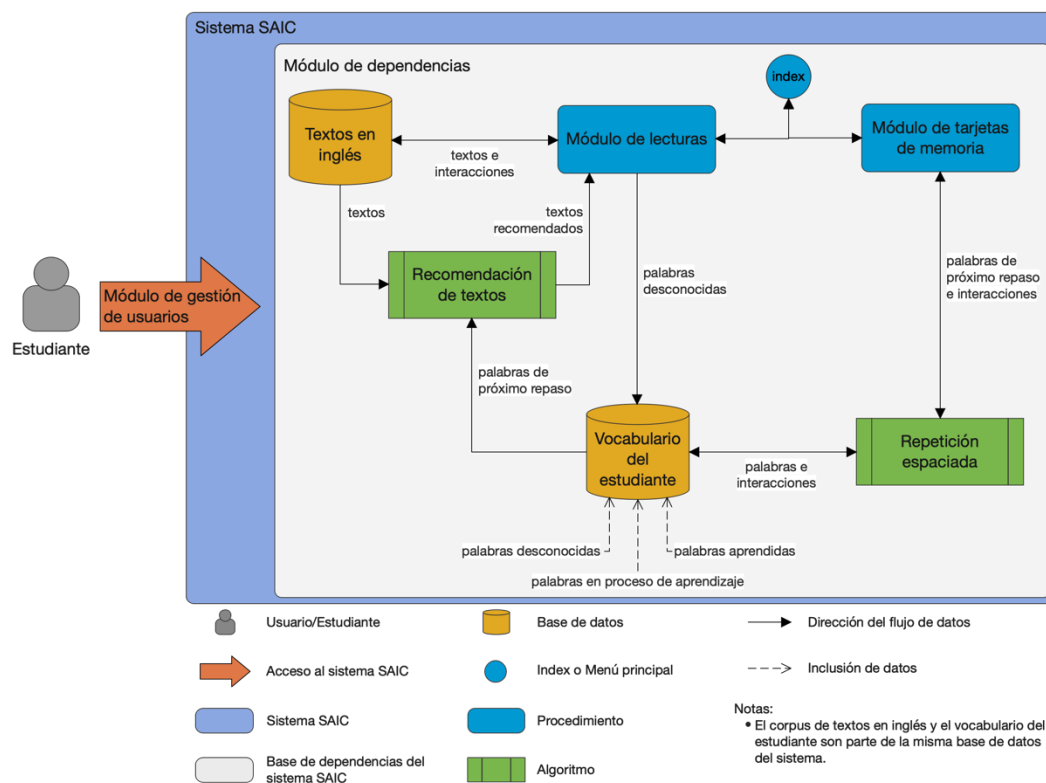 Sistema SAIC
Módulo de dependencias
index
Textos en
inglés
Módulo de lecturas
Módulo de tarjetas
de memoria
textos e
interacciones
textos
textos
recomendados
Recomendación
de textos
palabras
desconocidas
palabras de
próximo repaso
e interacciones
Módulo de gestión
de usuarios
Estudiante
palabras de
próximo repaso
Vocabulario
del
estudiante
Repetición
espaciada
palabras e
interacciones
palabras desconocidas
palabras aprendidas
palabras en proceso de aprendizaje
Usuario/Estudiante
Base de datos
Dirección del flujo de datos
Acceso al sistema SAIC
Index o Menú principal
Inclusión de datos
Sistema SAIC
Procedimiento
Notas:
• El corpus de textos en inglés y el vocabulario del
estudiante son parte de la misma base de datos
del sistema.
Base de dependencias del
sistema SAIC
Algoritmo